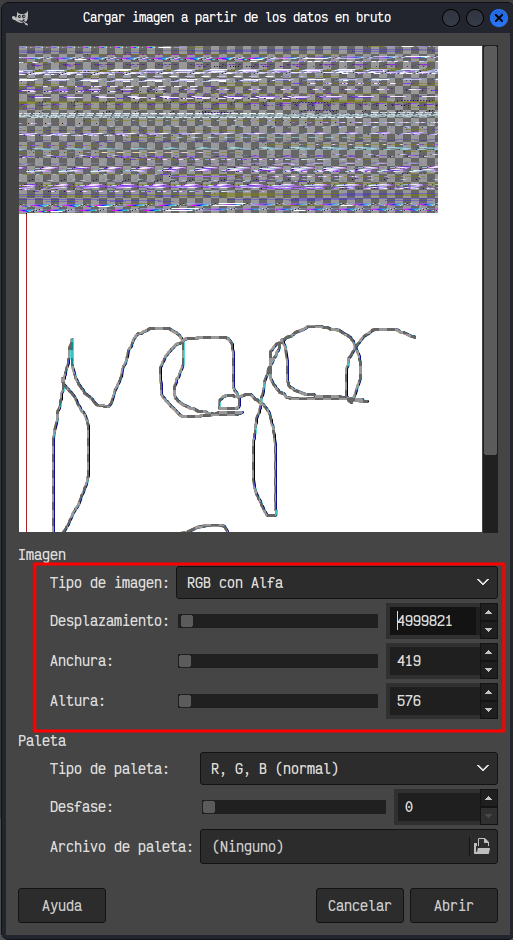 Cargar imagen a partir de los datos en bruto
Imagen
Tipo de imagen: RGB con Alfa
Desplazamiento: 4999821
Anchura: 419
Altura: 576
Paleta
Tipo de paleta: R, G, B (normal)
Desfase: 0
Archivo de paleta: (Ninguno)
Ayuda Cancelar Abrir